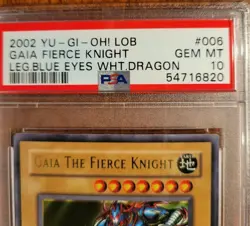 2002 YU-GI-OH! LOB #006
GAIA FIERCE KNIGHT GEM MT
LEG.BLUE EYES WHT.DRAGON 10
PSA 54716820
GAIA THE FIERCE KNIGHT